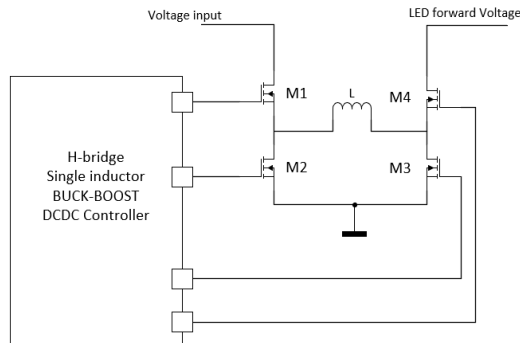 Voltage input
LED forward Voltage
M1
L
M4
M2
M3
H-bridge
Single inductor
BUCK-BOOST
DCDC Controller